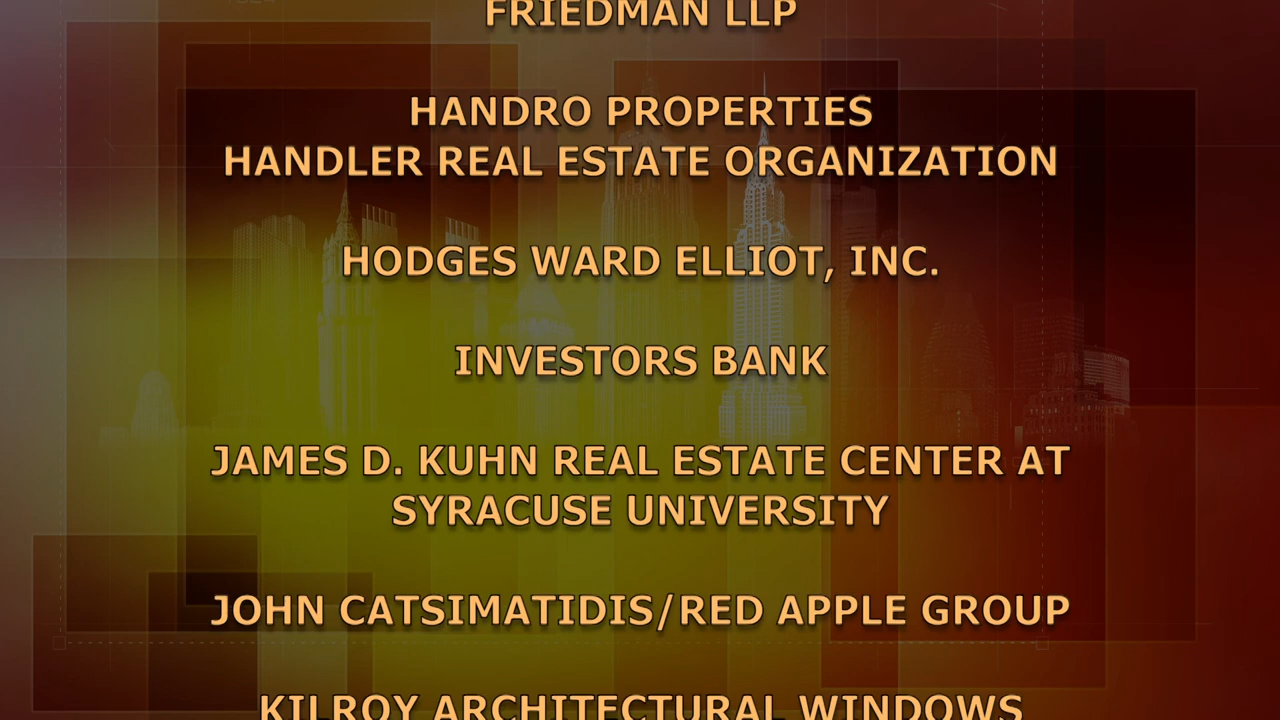 FRIEDMAN LLP
HANDRO PROPERTIES
HANDLER REAL ESTATE ORGANIZATION
HODGES WARD ELLIOT, INC.
INVESTORS BANK
JAMES D. KUHN REAL ESTATE CENTER AT
SYRACUSE UNIVERSITY
JOHN CATSIMATIDIS/RED APPLE GROUP
KILROY ARCHITECTURAL WINDOWS